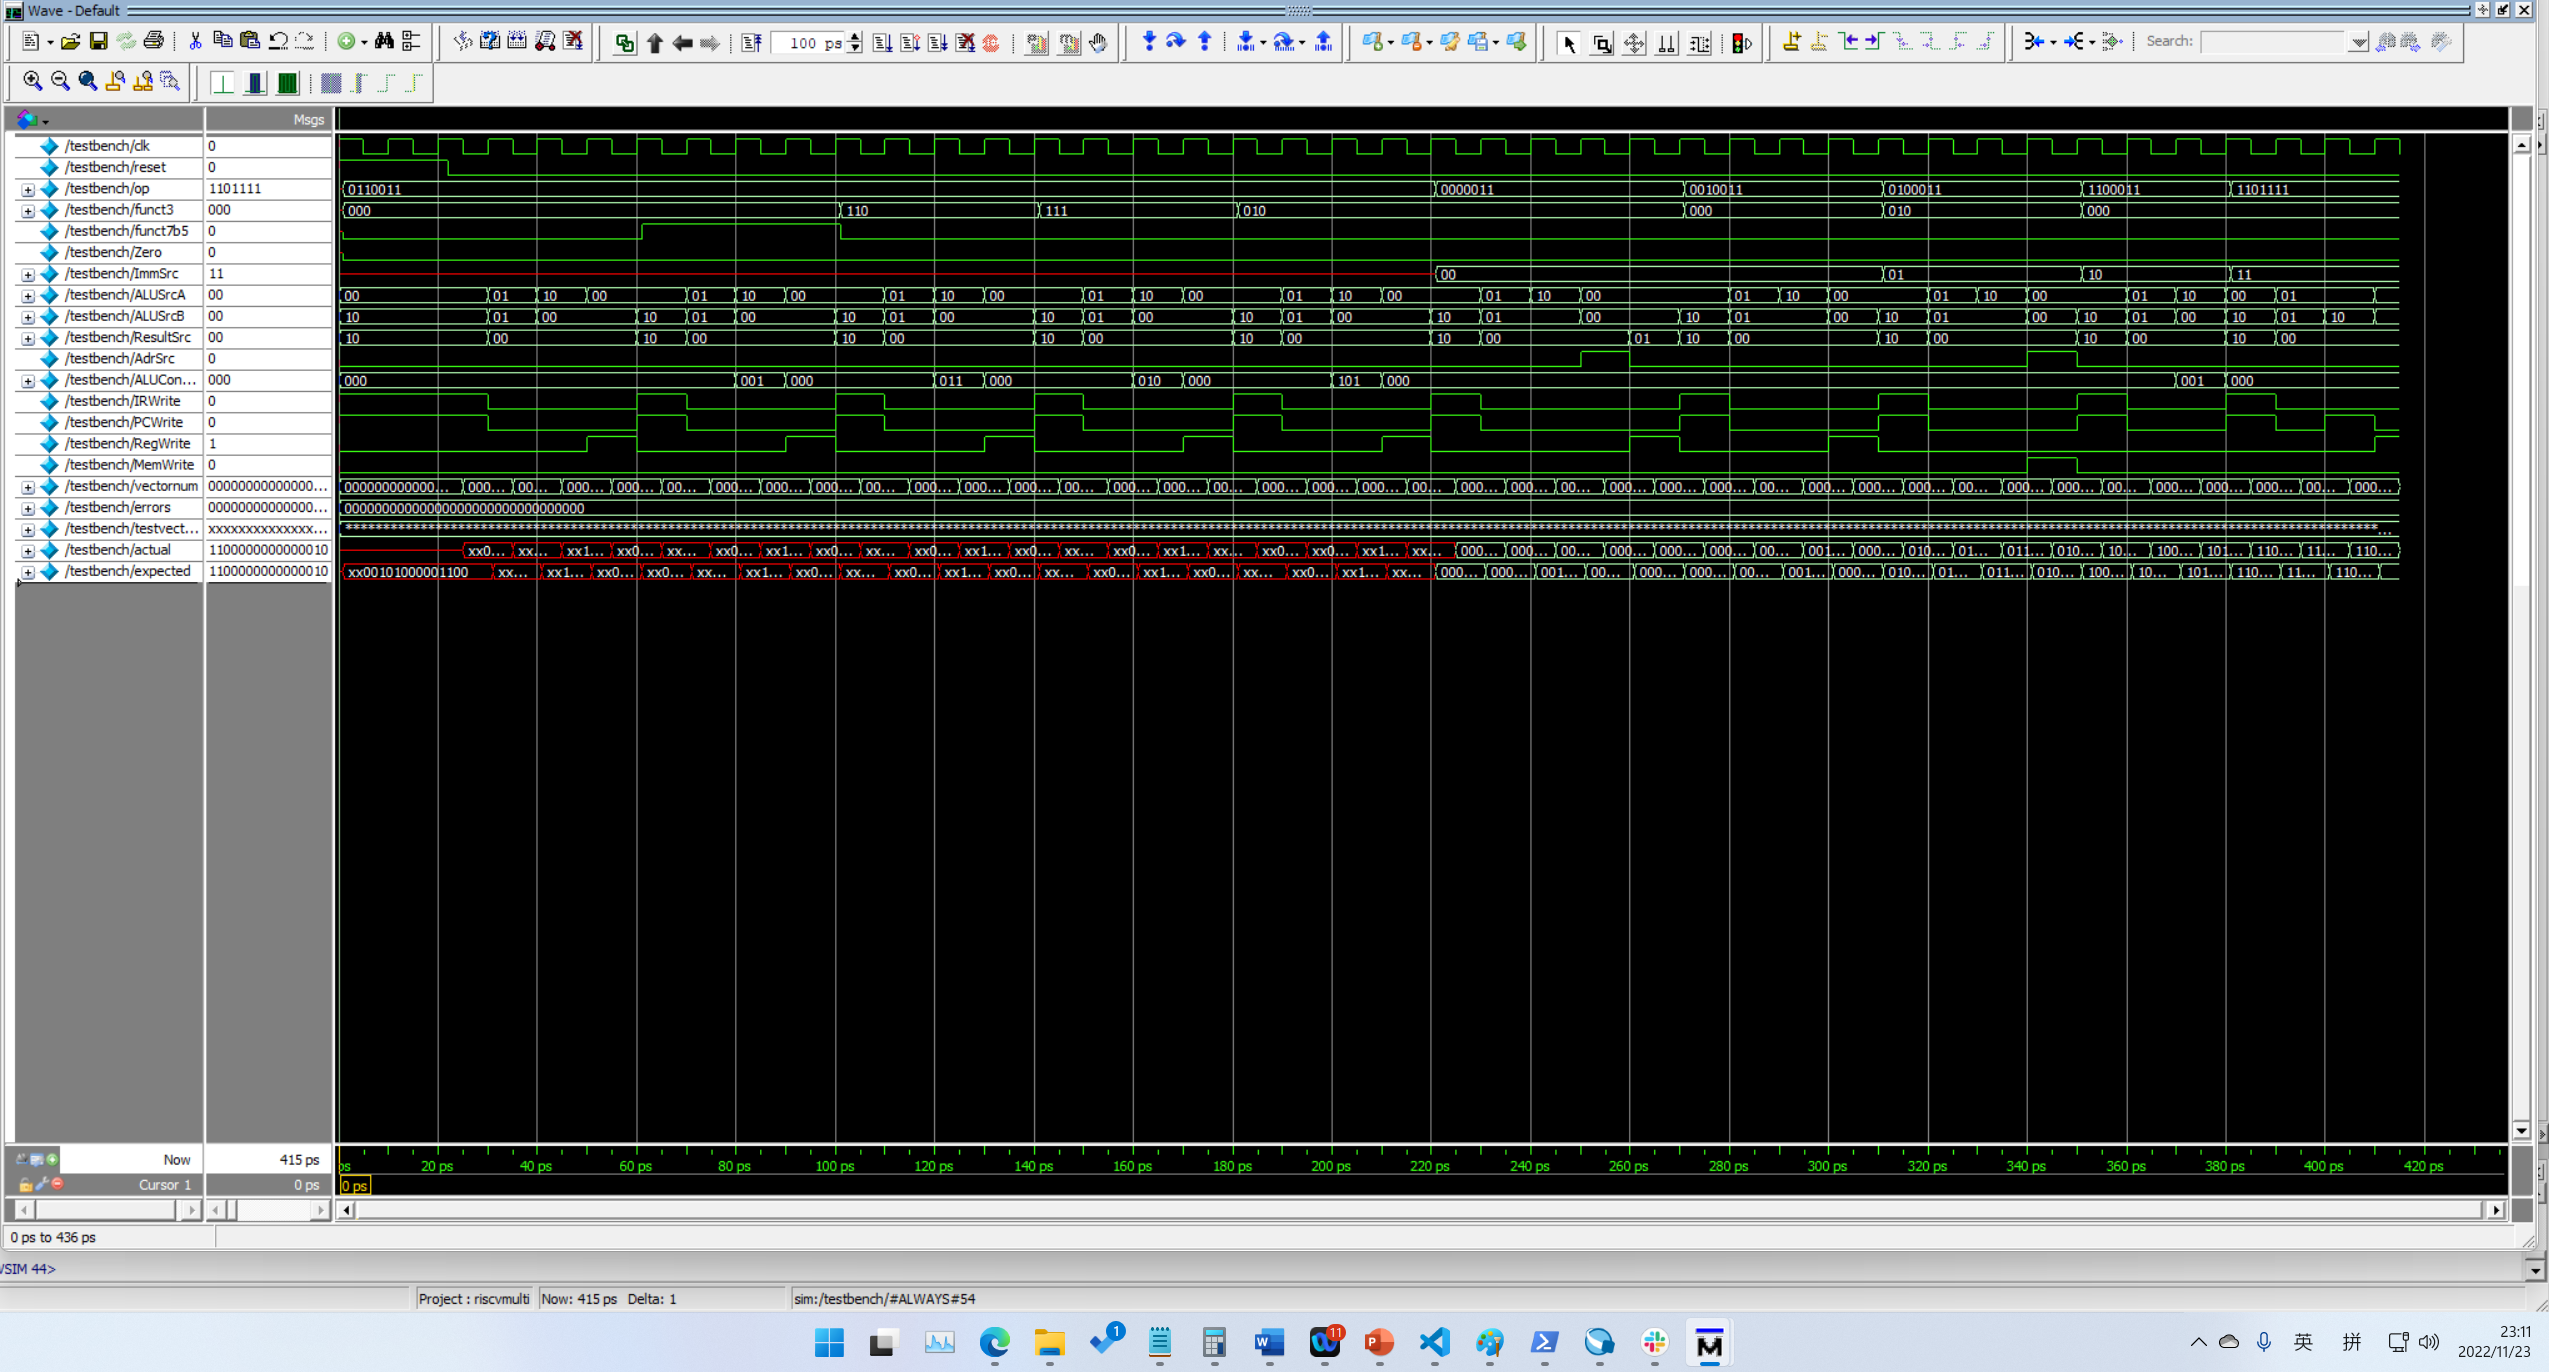 Wave - Default
100 ps
Search:
Msgs
/testbench/clk 0
/testbench/reset 0
/testbench/op 1101111 0110011 0000011 0010011 0100011 1100011 1101111
/testbench/funct3 000 000 110 111 010 000 010 000
/testbench/funct7b5 0
/testbench/Zero 0
/testbench/ImmSrc 11 00 01 10 11
/testbench/ALUSrcA 00 00 01 10 00 01 10 00 01 10 00 01 10 00 01 10 00 01 10 00 01 10 00 01 10 00 01 10 00 01
/testbench/ALUSrcB 00 10 01 00 10 01 00 10 01 00 10 01 00 10 01 00 10 01 00 10 01 00 10 01 00 10 01 00 10 01 10
/testbench/ResultSrc 00 10 00 10 00 10 00 10 00 10 00 10 00 01 10 00 10 00 10 00 10 00
/testbench/AdrSrc 0
/testbench/ALUCon... 000 000 001 000 011 000 010 000 101 000 001 000
/testbench/IRWrite 0
/testbench/PCWrite 0
/testbench/RegWrite 1
/testbench/MemWrite 0
/testbench/vectornum 00000000000000... 000000000000... 000... 00... 000... 000... 00... 000... 000... 000... 00... 000... 000... 000... 00... 000... 000... 00... 000... 000... 000... 00... 000... 000... 00... 000... 000... 000... 00... 000... 000... 000... 00... 000... 000... 000... 00... 000... 000... 00... 000...
/testbench/errors 00000000000000... 00000000000000000000000000000000
/testbench/testvect... xxxxxxxxxxxxxx...
/testbench/actual 1100000000000010 xx0... xx... xx1... xx0... xx... xx0... xx1... xx0... xx... xx0... xx1... xx0... xx... xx0... xx1... xx... xx0... xx0... xx1... xx... 000... 000... 00... 000... 000... 000... 00... 001... 000... 010... 01... 011... 010... 10... 100... 101... 110... 11... 110...
/testbench/expected 1100000000000010 xx00101000001100 xx... xx1... xx0... xx0... xx... xx1... xx0... xx... xx0... xx1... xx0... xx... xx0... xx1... xx0... xx... xx0... xx1... xx... 000... 000... 001... 00... 000... 000... 00... 001... 000... 010... 01... 011... 010... 100... 10... 101... 110... 11... 110...
Now 415 ps
20 ps 40 ps 60 ps 80 ps 100 ps 120 ps 140 ps 160 ps 180 ps 200 ps 220 ps 240 ps 260 ps 280 ps 300 ps 320 ps 340 ps 360 ps 380 ps 400 ps 420 ps
Cursor 1 0 ps 0 ps
0 ps to 436 ps
VSIM 44>
Project : riscvmulti Now: 415 ps Delta: 1 sim:/testbench/#ALWAYS#54
1
11
英 拼
23:11
2022/11/23